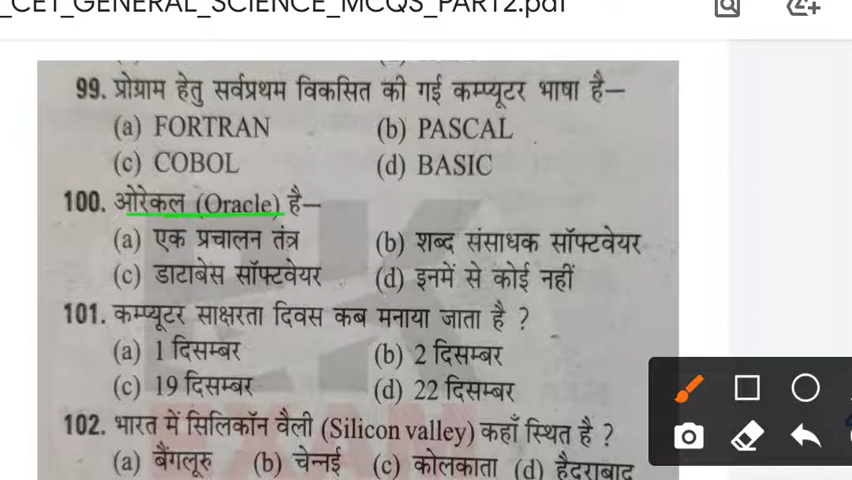 _CET_GENERAL_SCIENCE_MCQS_PART2.pdf
99. प्रोग्राम हेतु सर्वप्रथम विकसित की गई कम्प्यूटर भाषा है—
(a) FORTRAN (b) PASCAL
(c) COBOL (d) BASIC
100. ओरेकल (Oracle) है—
(a) एक प्रचालन तंत्र (b) शब्द संसाधक सॉफ्टवेयर
(c) डाटाबेस सॉफ्टवेयर (d) इनमें से कोई नहीं
101. कम्प्यूटर साक्षरता दिवस कब मनाया जाता है ?
(a) 1 दिसम्बर (b) 2 दिसम्बर
(c) 19 दिसम्बर (d) 22 दिसम्बर
102. भारत में सिलिकॉन वैली (Silicon valley) कहाँ स्थित है ?
(a) बैंगलूरु (b) चेन्नई (c) कोलकाता (d) हैदराबाद